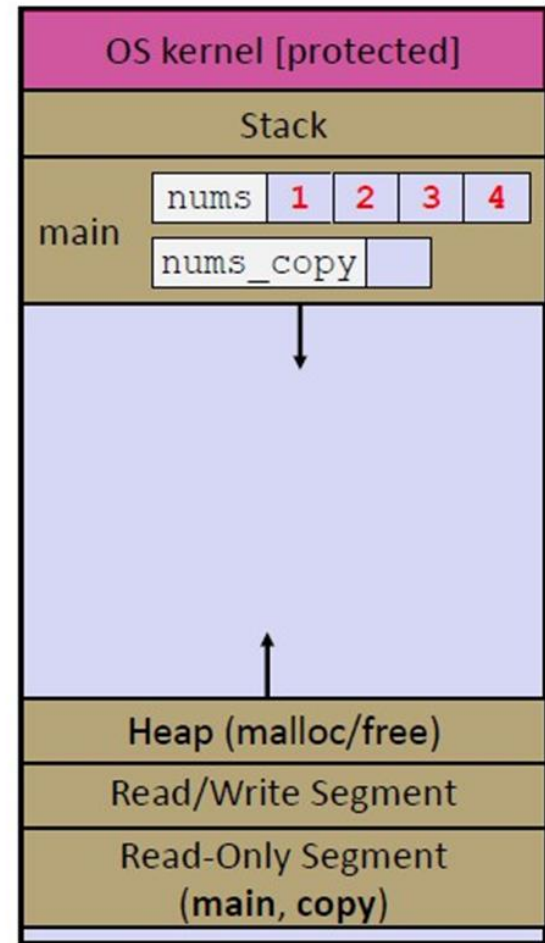 OS kernel [protected]
Stack
main
nums 1 2 3 4
nums_copy
Heap (malloc/free)
Read/Write Segment
Read-Only Segment
(main, copy)